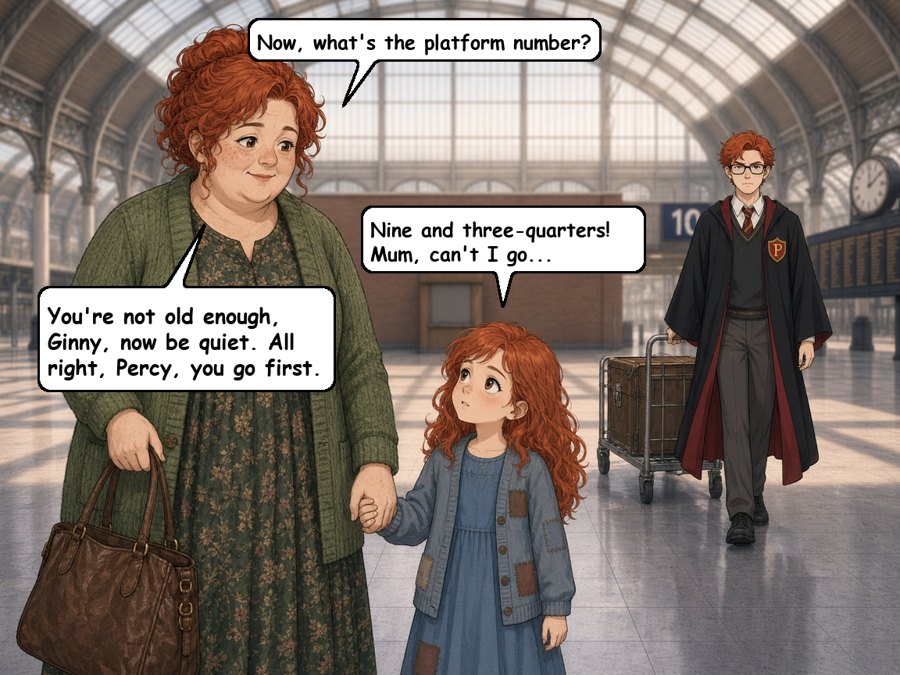 Now, what's the platform number?
Nine and three-quarters!
Mum, can't I go...
You're not old enough,
Ginny, now be quiet. All
right, Percy, you go first.
10
P